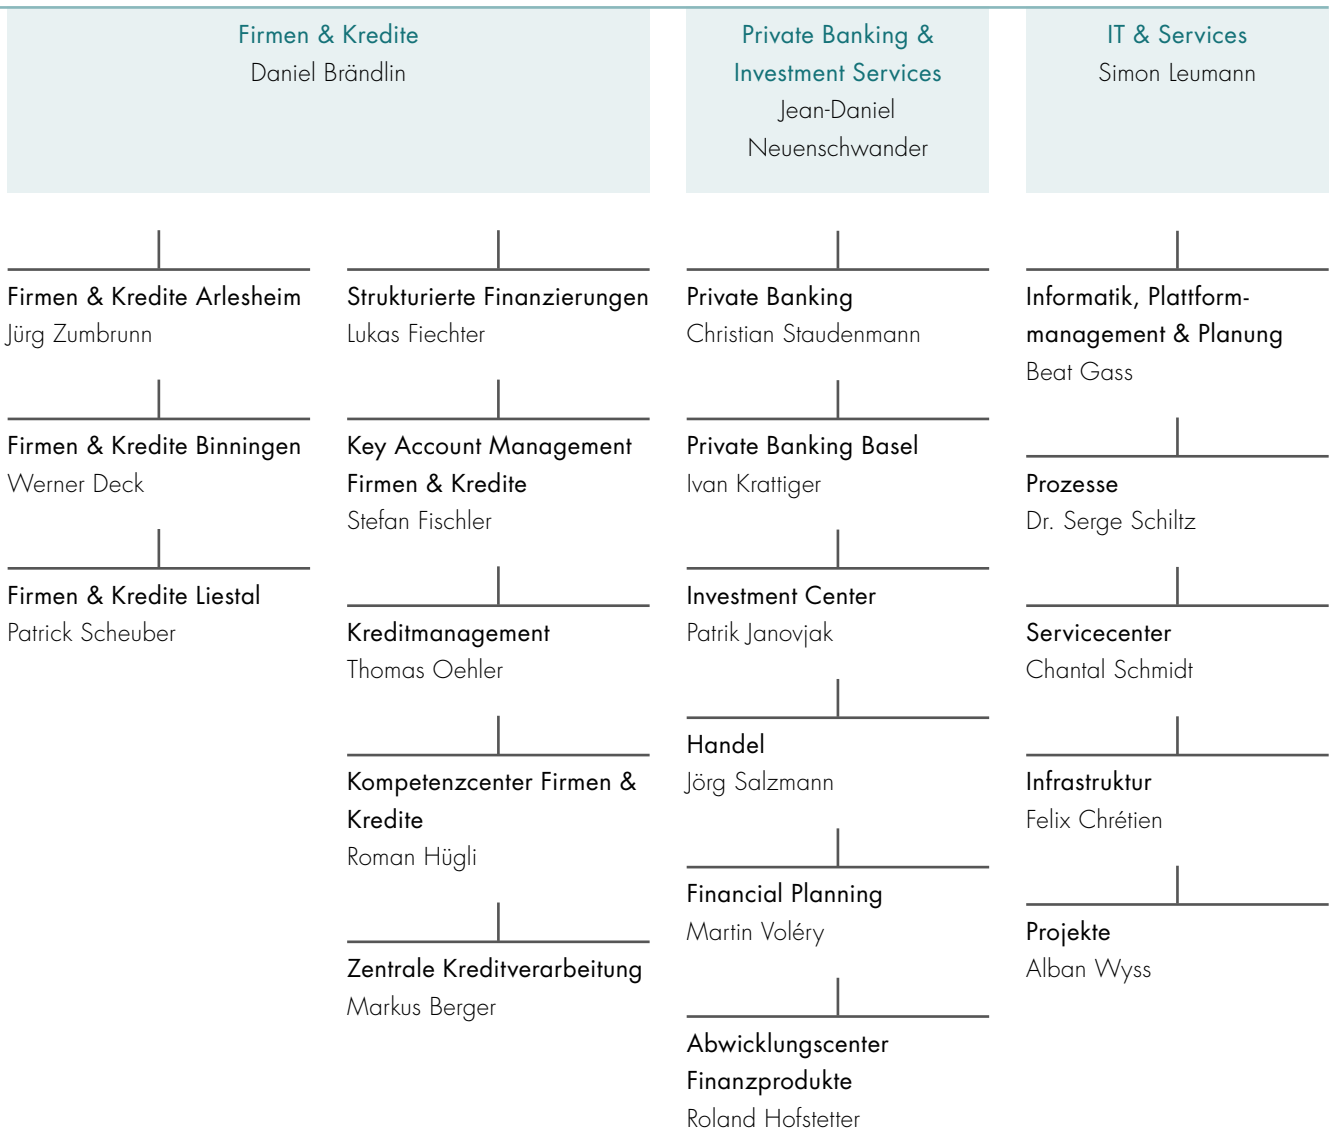 Firmen & Kredite
Daniel Brändlin
Firmen & Kredite Arlesheim
Jürg Zumbrunn
Firmen & Kredite Binningen
Werner Deck
Firmen & Kredite Liestal
Patrick Scheuber
Strukturierte Finanzierungen
Lukas Fiechter
Key Account Management
Firmen & Kredite
Stefan Fischler
Kreditmanagement
Thomas Oehler
Kompetenzcenter Firmen &
Kredite
Roman Hügli
Zentrale Kreditverarbeitung
Markus Berger
Private Banking &
Investment Services
Jean-Daniel
Neuenschwander
Private Banking
Christian Staudenmann
Private Banking Basel
Ivan Krattiger
Investment Center
Patrik Janovjak
Handel
Jörg Salzmann
Financial Planning
Martin Voléry
Abwicklungscenter
Finanzprodukte
Roland Hofstetter
IT & Services
Simon Leumann
Informatik, Plattform-
management & Planung
Beat Gass
Prozesse
Dr. Serge Schiltz
Servicecenter
Chantal Schmidt
Infrastruktur
Felix Chrétien
Projekte
Alban Wyss